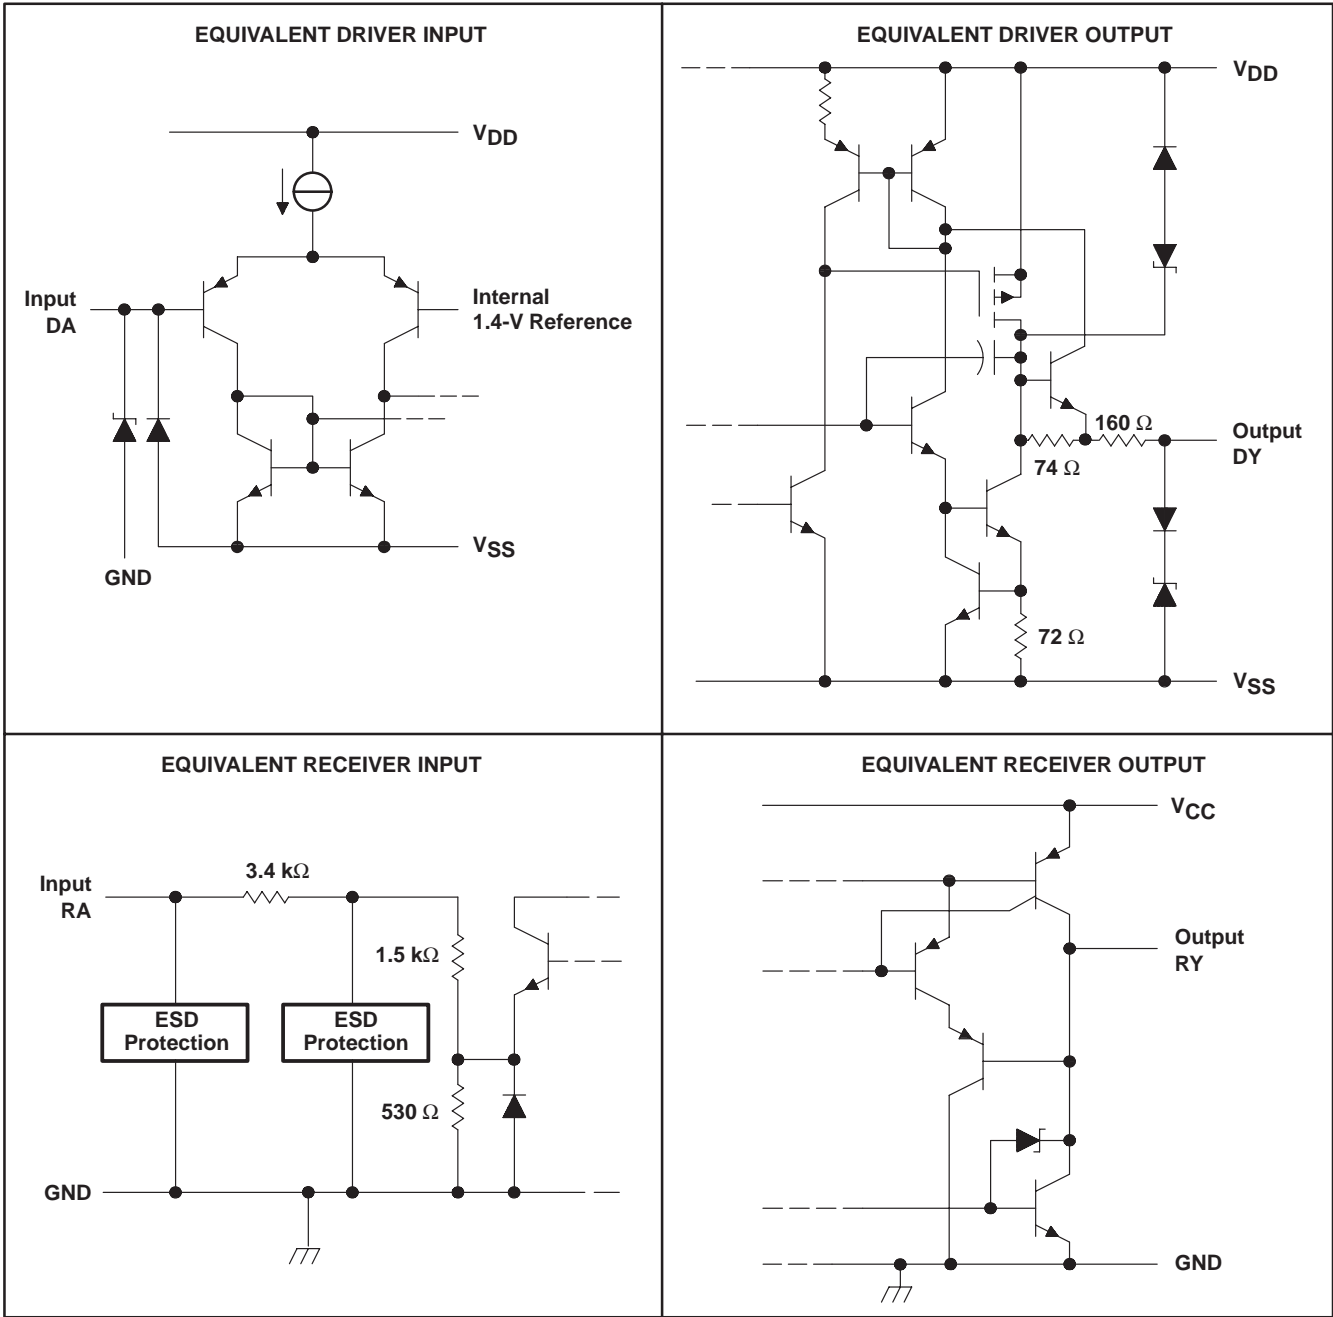 EQUIVALENT DRIVER INPUT
VDD
Input
DA
Internal
1.4-V Reference
VSS
GND
EQUIVALENT DRIVER OUTPUT
VDD
160 Ω
Output
DY
74 Ω
72 Ω
VSS
EQUIVALENT RECEIVER INPUT
3.4 kΩ
Input
RA
1.5 kΩ
ESD
Protection
ESD
Protection
530 Ω
GND
EQUIVALENT RECEIVER OUTPUT
VCC
Output
RY
GND